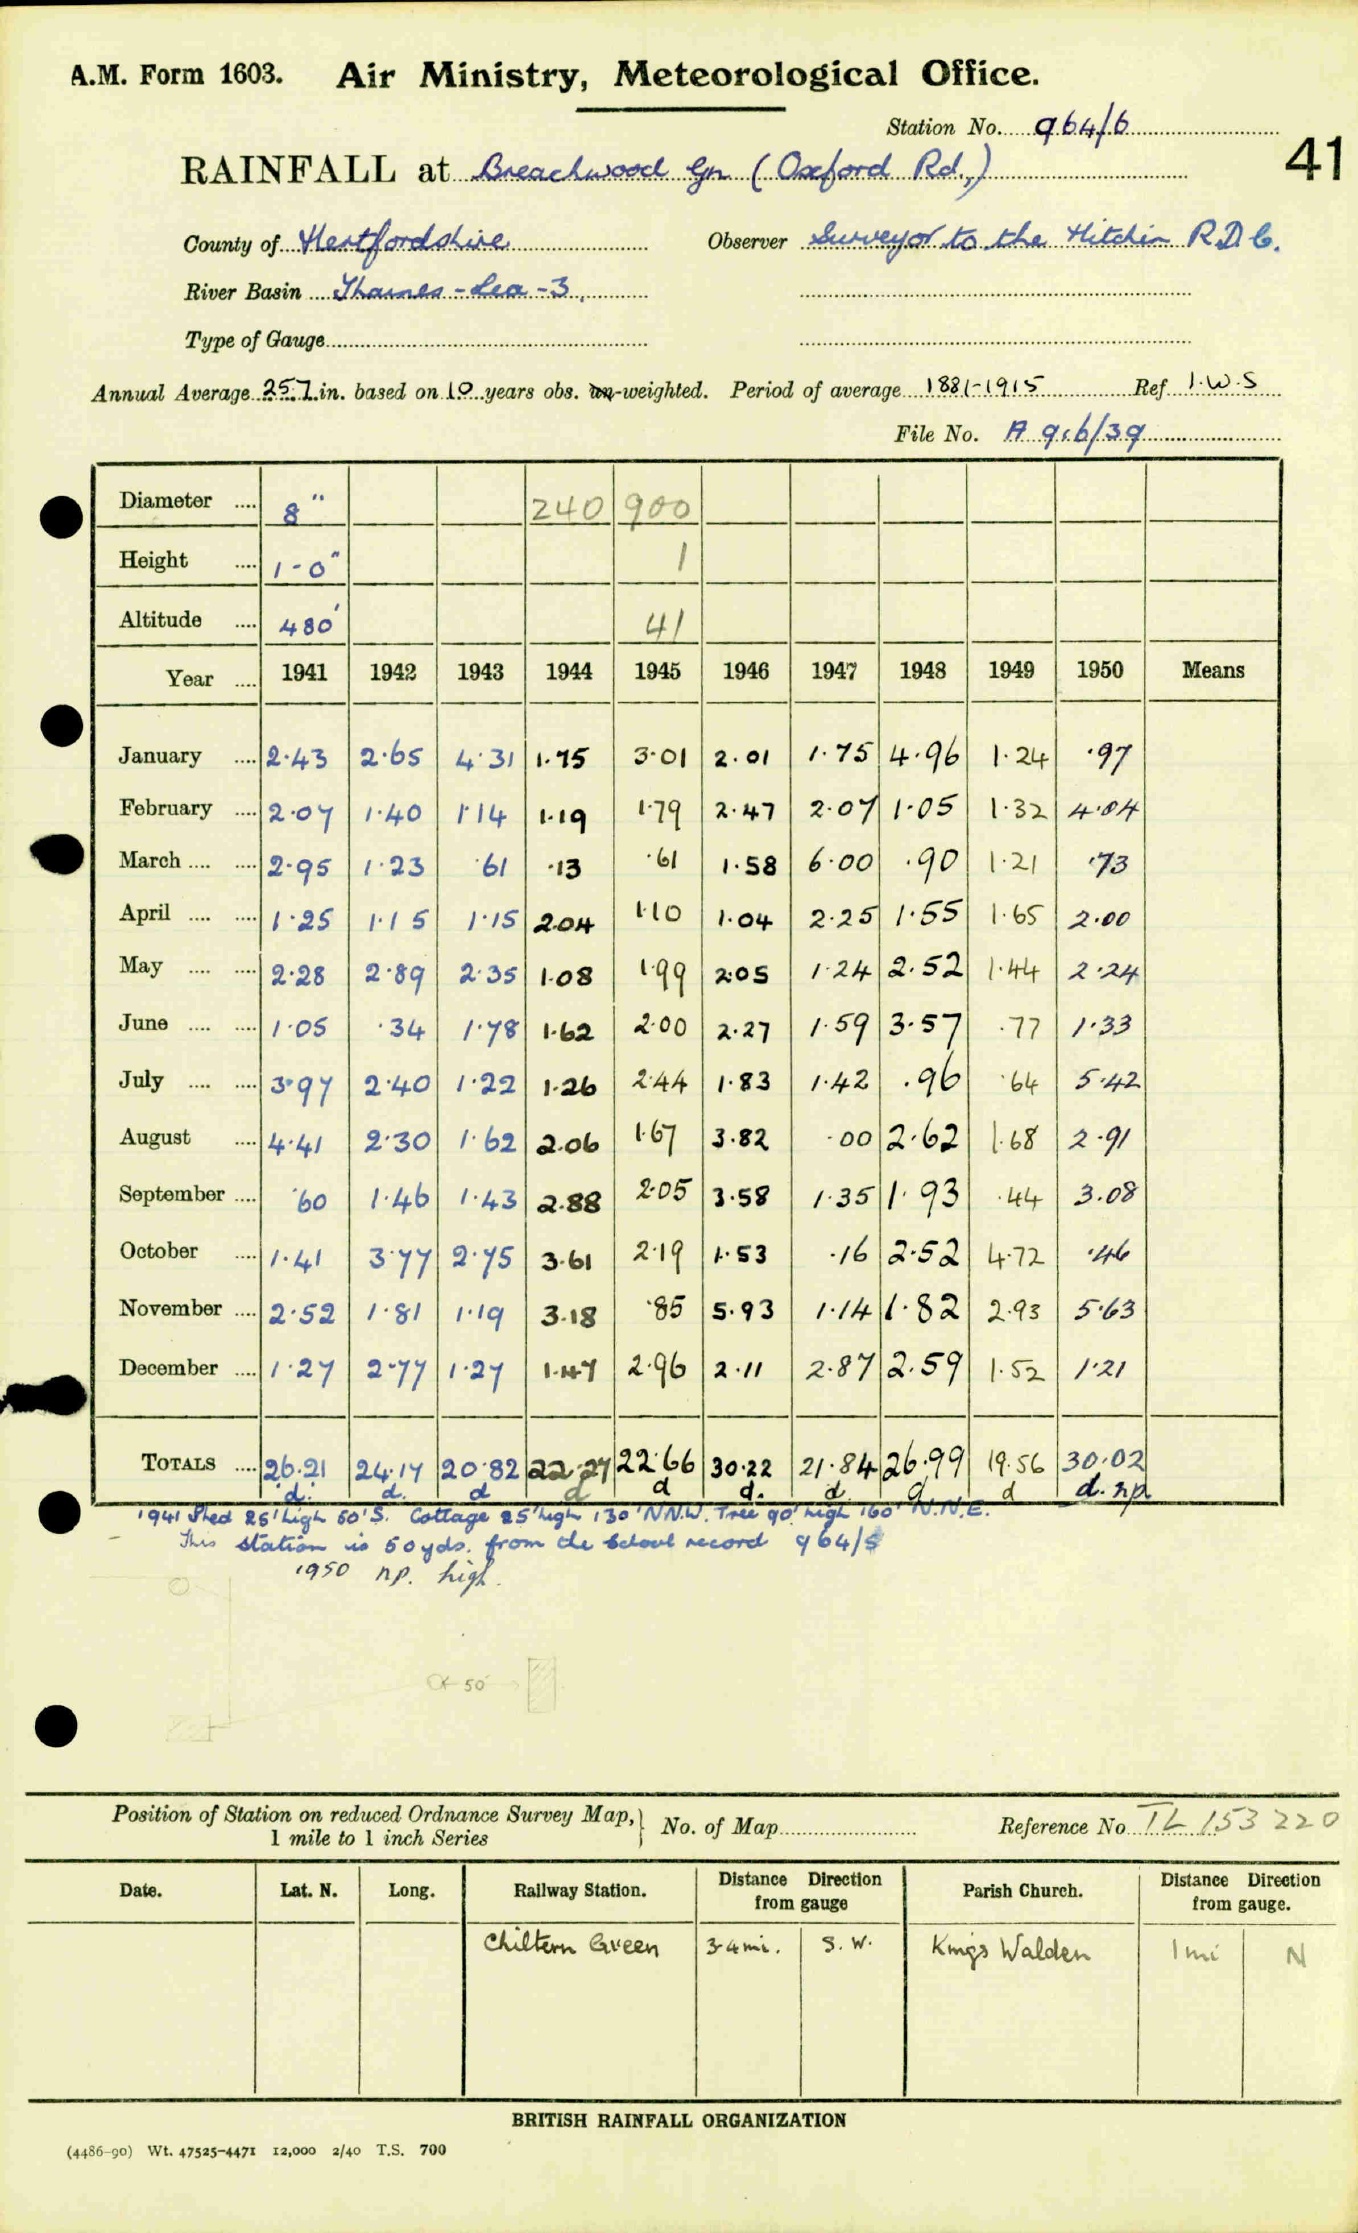 A.M. Form 1603. Air Ministry, Meteorological Office.
Station No. 964/6
41
RAINFALL at Breachwood Gn (Oxford Rd.,)
County of Hertfordshire Observer Surveyor to the Hitchin R.D.C.
River Basin Thames - Lea - 3.
Type of Gauge
Annual Average 25.7 in. based on 10 years obs. un-weighted. Period of average 1881-1915 Ref. I.W.S
File No. A 916/39
Diameter .... 8" 240 900
Height .... 1-0" 1
Altitude .... 480' 41
Year .... 1941 1942 1943 1944 1945 1946 1947 1948 1949 1950 Means
January .... 2.43 2.65 4.31 1.75 3.01 2.01 1.75 4.96 1.24 .97
February .... 2.07 1.40 1.14 1.19 1.79 2.47 2.07 1.05 1.32 4.04
March .... .... 2.95 1.23 .61 .13 .61 1.58 6.00 .90 1.21 .73
April .... .... 1.25 1.15 1.15 2.04 1.10 1.04 2.25 1.55 1.65 2.00
May .... .... 2.28 2.89 2.35 1.08 1.99 2.05 1.24 2.52 1.44 2.24
June .... .... 1.05 .34 1.78 1.62 2.00 2.27 1.59 3.57 .77 1.33
July .... .... 3.97 2.40 1.22 1.26 2.44 1.83 1.42 .96 .64 5.42
August .... 4.41 2.30 1.62 2.06 1.67 3.82 .00 2.62 1.68 2.91
September .... .60 1.46 1.43 2.88 2.05 3.58 1.35 1.93 .44 3.08
October .... 1.41 3.77 2.75 3.61 2.19 1.53 .16 2.52 4.72 .46
November .... 2.52 1.81 1.19 3.18 .85 5.93 1.14 1.82 2.93 5.63
December .... 1.27 2.77 1.27 1.47 2.96 2.11 2.87 2.59 1.52 1.21
TOTALS .... 26.21 24.17 20.82 22.27 22.66 30.22 21.84 26.99 19.56 30.02
d. d. d d d d. d. d d d. np
1941 Shed 25' high 50' S. Cottage 25' high 130' NNW. Tree 90' high 160' N.N.E.
This station is 50 yds. from the School record 964/5
1950 np. high.
50'
Position of Station on reduced Ordnance Survey Map, 1 mile to 1 inch Series } No. of Map Reference No. TL 153 220
Date. Lat. N. Long. Railway Station. Distance Direction from gauge Parish Church. Distance Direction from gauge.
Chiltern Green 3-4mi. S.W. Kings Walden 1 mi N
BRITISH RAINFALL ORGANIZATION
(4486-90) Wt. 47525-4471 12,000 2/40 T.S. 700